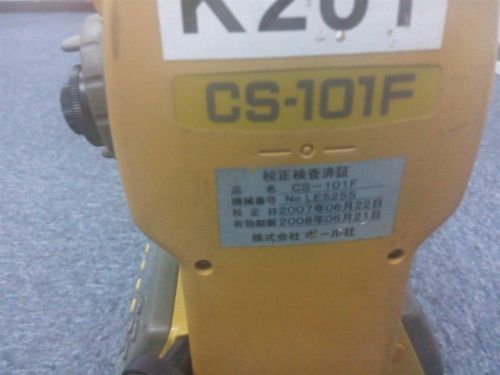 K201
CS-101F
校正検査済証
品 名 CS-101F
機械番号 No LE5255
校 正 日 2007年06月22日
有効期限 2008年06月21日
株式会社 ポール社